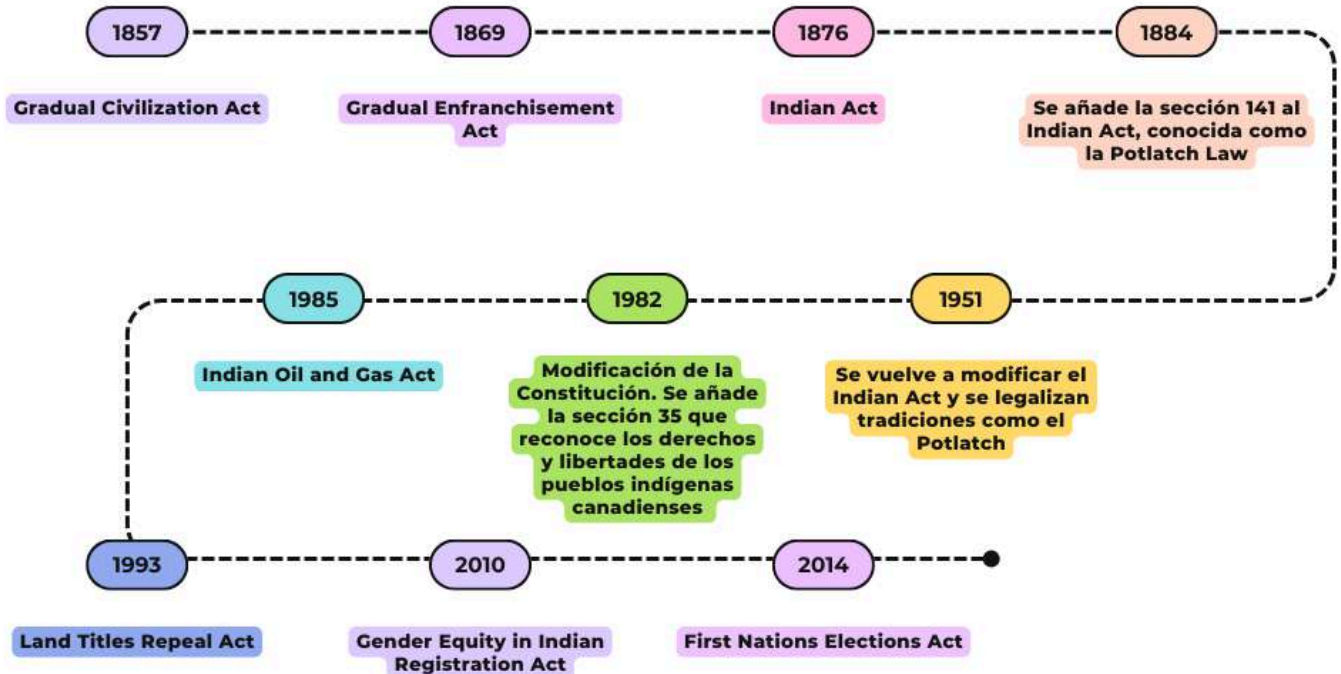 1857
1869
1876
1884
Gradual Civilization Act
Gradual Enfranchisement
Act
Indian Act
Se añade la sección 141 al
Indian Act, conocida como
la Potlatch Law
1985
1982
1951
Indian Oil and Gas Act
Modificación de la
Constitución. Se añade
la sección 35 que
reconoce los derechos
y libertades de los
pueblos indígenas
canadienses
Se vuelve a modificar el
Indian Act y se legalizan
tradiciones como el
Potlatch
1993
2010
2014
Land Titles Repeal Act
Gender Equity in Indian
Registration Act
First Nations Elections Act